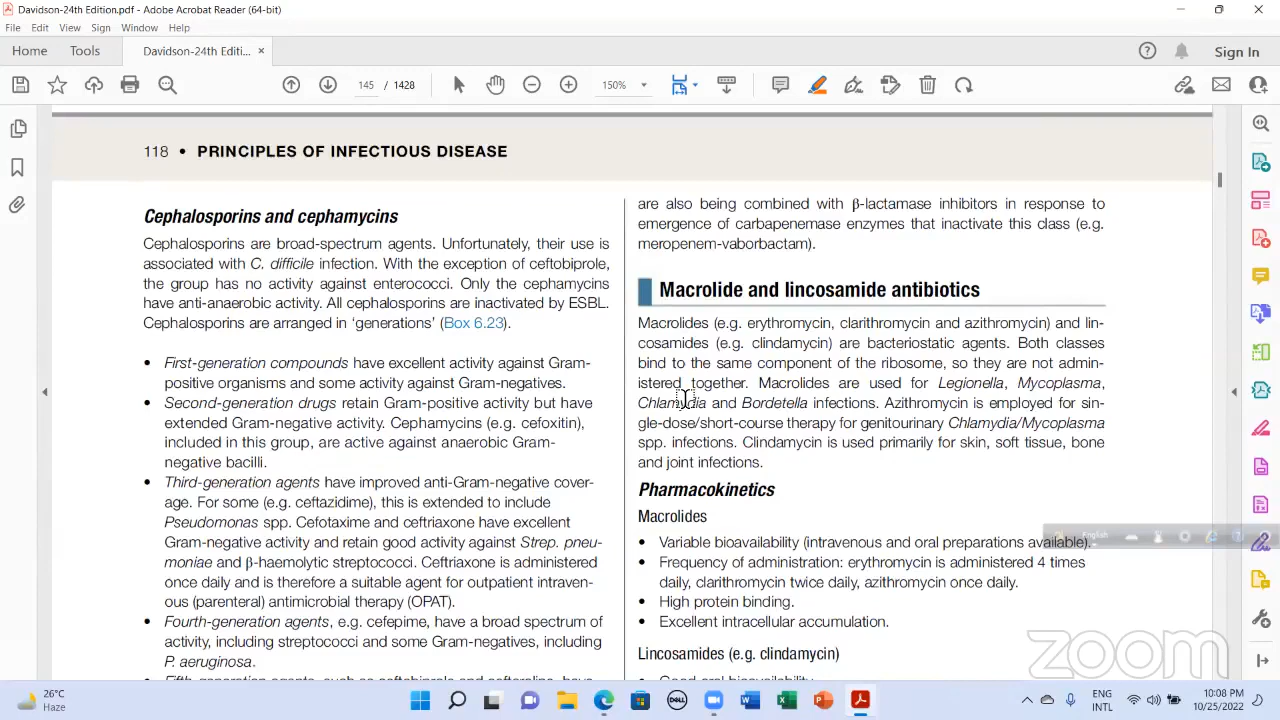 Davidson-24th Edition.pdf - Adobe Acrobat Reader (64-bit)
File Edit View Sign Window Help
Home Tools Davidson-24th Editi... × Sign In
145 / 1428 150%
118 • PRINCIPLES OF INFECTIOUS DISEASE
Cephalosporins and cephamycins
Cephalosporins are broad-spectrum agents. Unfortunately, their use is
associated with C. difficile infection. With the exception of ceftobiprole,
the group has no activity against enterococci. Only the cephamycins
have anti-anaerobic activity. All cephalosporins are inactivated by ESBL.
Cephalosporins are arranged in ‘generations’ (Box 6.23).
• First-generation compounds have excellent activity against Gram-
positive organisms and some activity against Gram-negatives.
• Second-generation drugs retain Gram-positive activity but have
extended Gram-negative activity. Cephamycins (e.g. cefoxitin),
included in this group, are active against anaerobic Gram-
negative bacilli.
• Third-generation agents have improved anti-Gram-negative cover-
age. For some (e.g. ceftazidime), this is extended to include
Pseudomonas spp. Cefotaxime and ceftriaxone have excellent
Gram-negative activity and retain good activity against Strep. pneu-
moniae and β-haemolytic streptococci. Ceftriaxone is administered
once daily and is therefore a suitable agent for outpatient intraven-
ous (parenteral) antimicrobial therapy (OPAT).
• Fourth-generation agents, e.g. cefepime, have a broad spectrum of
activity, including streptococci and some Gram-negatives, including
P. aeruginosa.
are also being combined with β-lactamase inhibitors in response to
emergence of carbapenemase enzymes that inactivate this class (e.g.
meropenem-vaborbactam).
Macrolide and lincosamide antibiotics
Macrolides (e.g. erythromycin, clarithromycin and azithromycin) and lin-
cosamides (e.g. clindamycin) are bacteriostatic agents. Both classes
bind to the same component of the ribosome, so they are not admin-
istered together. Macrolides are used for Legionella, Mycoplasma,
Chlamydia and Bordetella infections. Azithromycin is employed for sin-
gle-dose/short-course therapy for genitourinary Chlamydia/Mycoplasma
spp. infections. Clindamycin is used primarily for skin, soft tissue, bone
and joint infections.
Pharmacokinetics
Macrolides
• Variable bioavailability (intravenous and oral preparations available).
• Frequency of administration: erythromycin is administered 4 times
daily, clarithromycin twice daily, azithromycin once daily.
• High protein binding.
• Excellent intracellular accumulation.
Lincosamides (e.g. clindamycin)
English
zoom
26°C
Haze
DELL
ENG
INTL
10:08 PM
10/25/2022